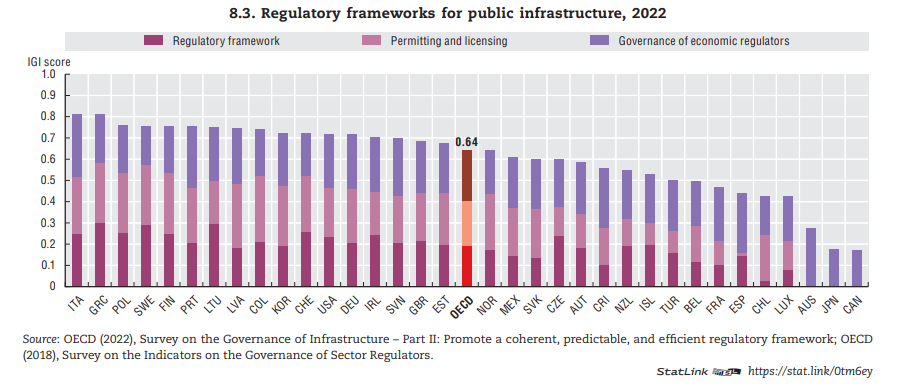 8.3. Regulatory frameworks for public infrastructure, 2022
Regulatory framework Permitting and licensing Governance of economic regulators
IGI score
1.0
0.9
0.8
0.7
0.6
0.5
0.4
0.3
0.2
0.1
0
0.64
ITA GRC POL SWE FIN PRT LTU LVA COL KOR CHE USA DEU IRL SVN GBR EST OECD NOR MEX SVK CZE AUT CRI NZL ISL TUR BEL FRA ESP CHL LUX AUS JPN CAN
Source: OECD (2022), Survey on the Governance of Infrastructure – Part II: Promote a coherent, predictable, and efficient regulatory framework; OECD
(2018), Survey on the Indicators on the Governance of Sector Regulators.
StatLink https://stat.link/0tm6ey